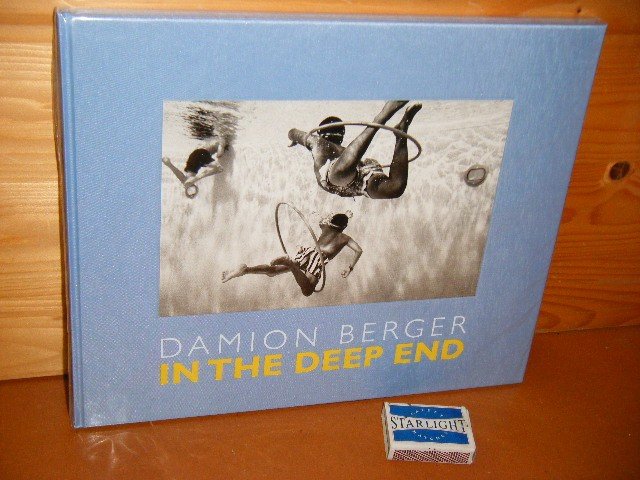 DAMION BERGER
IN THE DEEP END
STARLIGHT